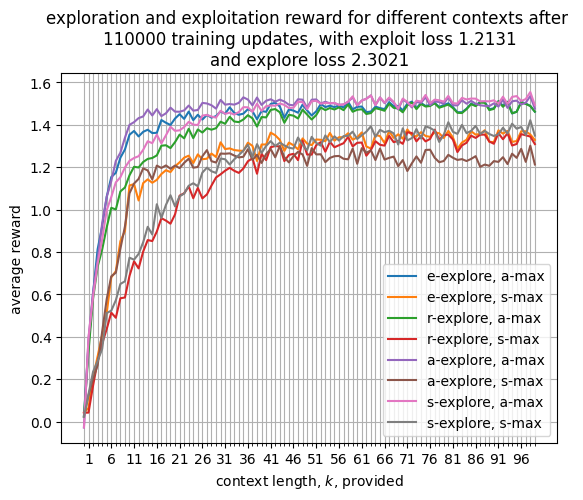 exploration and exploitation reward for different contexts after
110000 training updates, with exploit loss 1.2131
and explore loss 2.3021
average reward
1.6
1.4
1.2
1.0
0.8
0.6
0.4
0.2
0.0
e-explore, a-max
e-explore, s-max
r-explore, a-max
r-explore, s-max
a-explore, a-max
a-explore, s-max
s-explore, a-max
s-explore, s-max
1 6 11 16 21 26 31 36 41 46 51 56 61 66 71 76 81 86 91 96
context length, k, provided